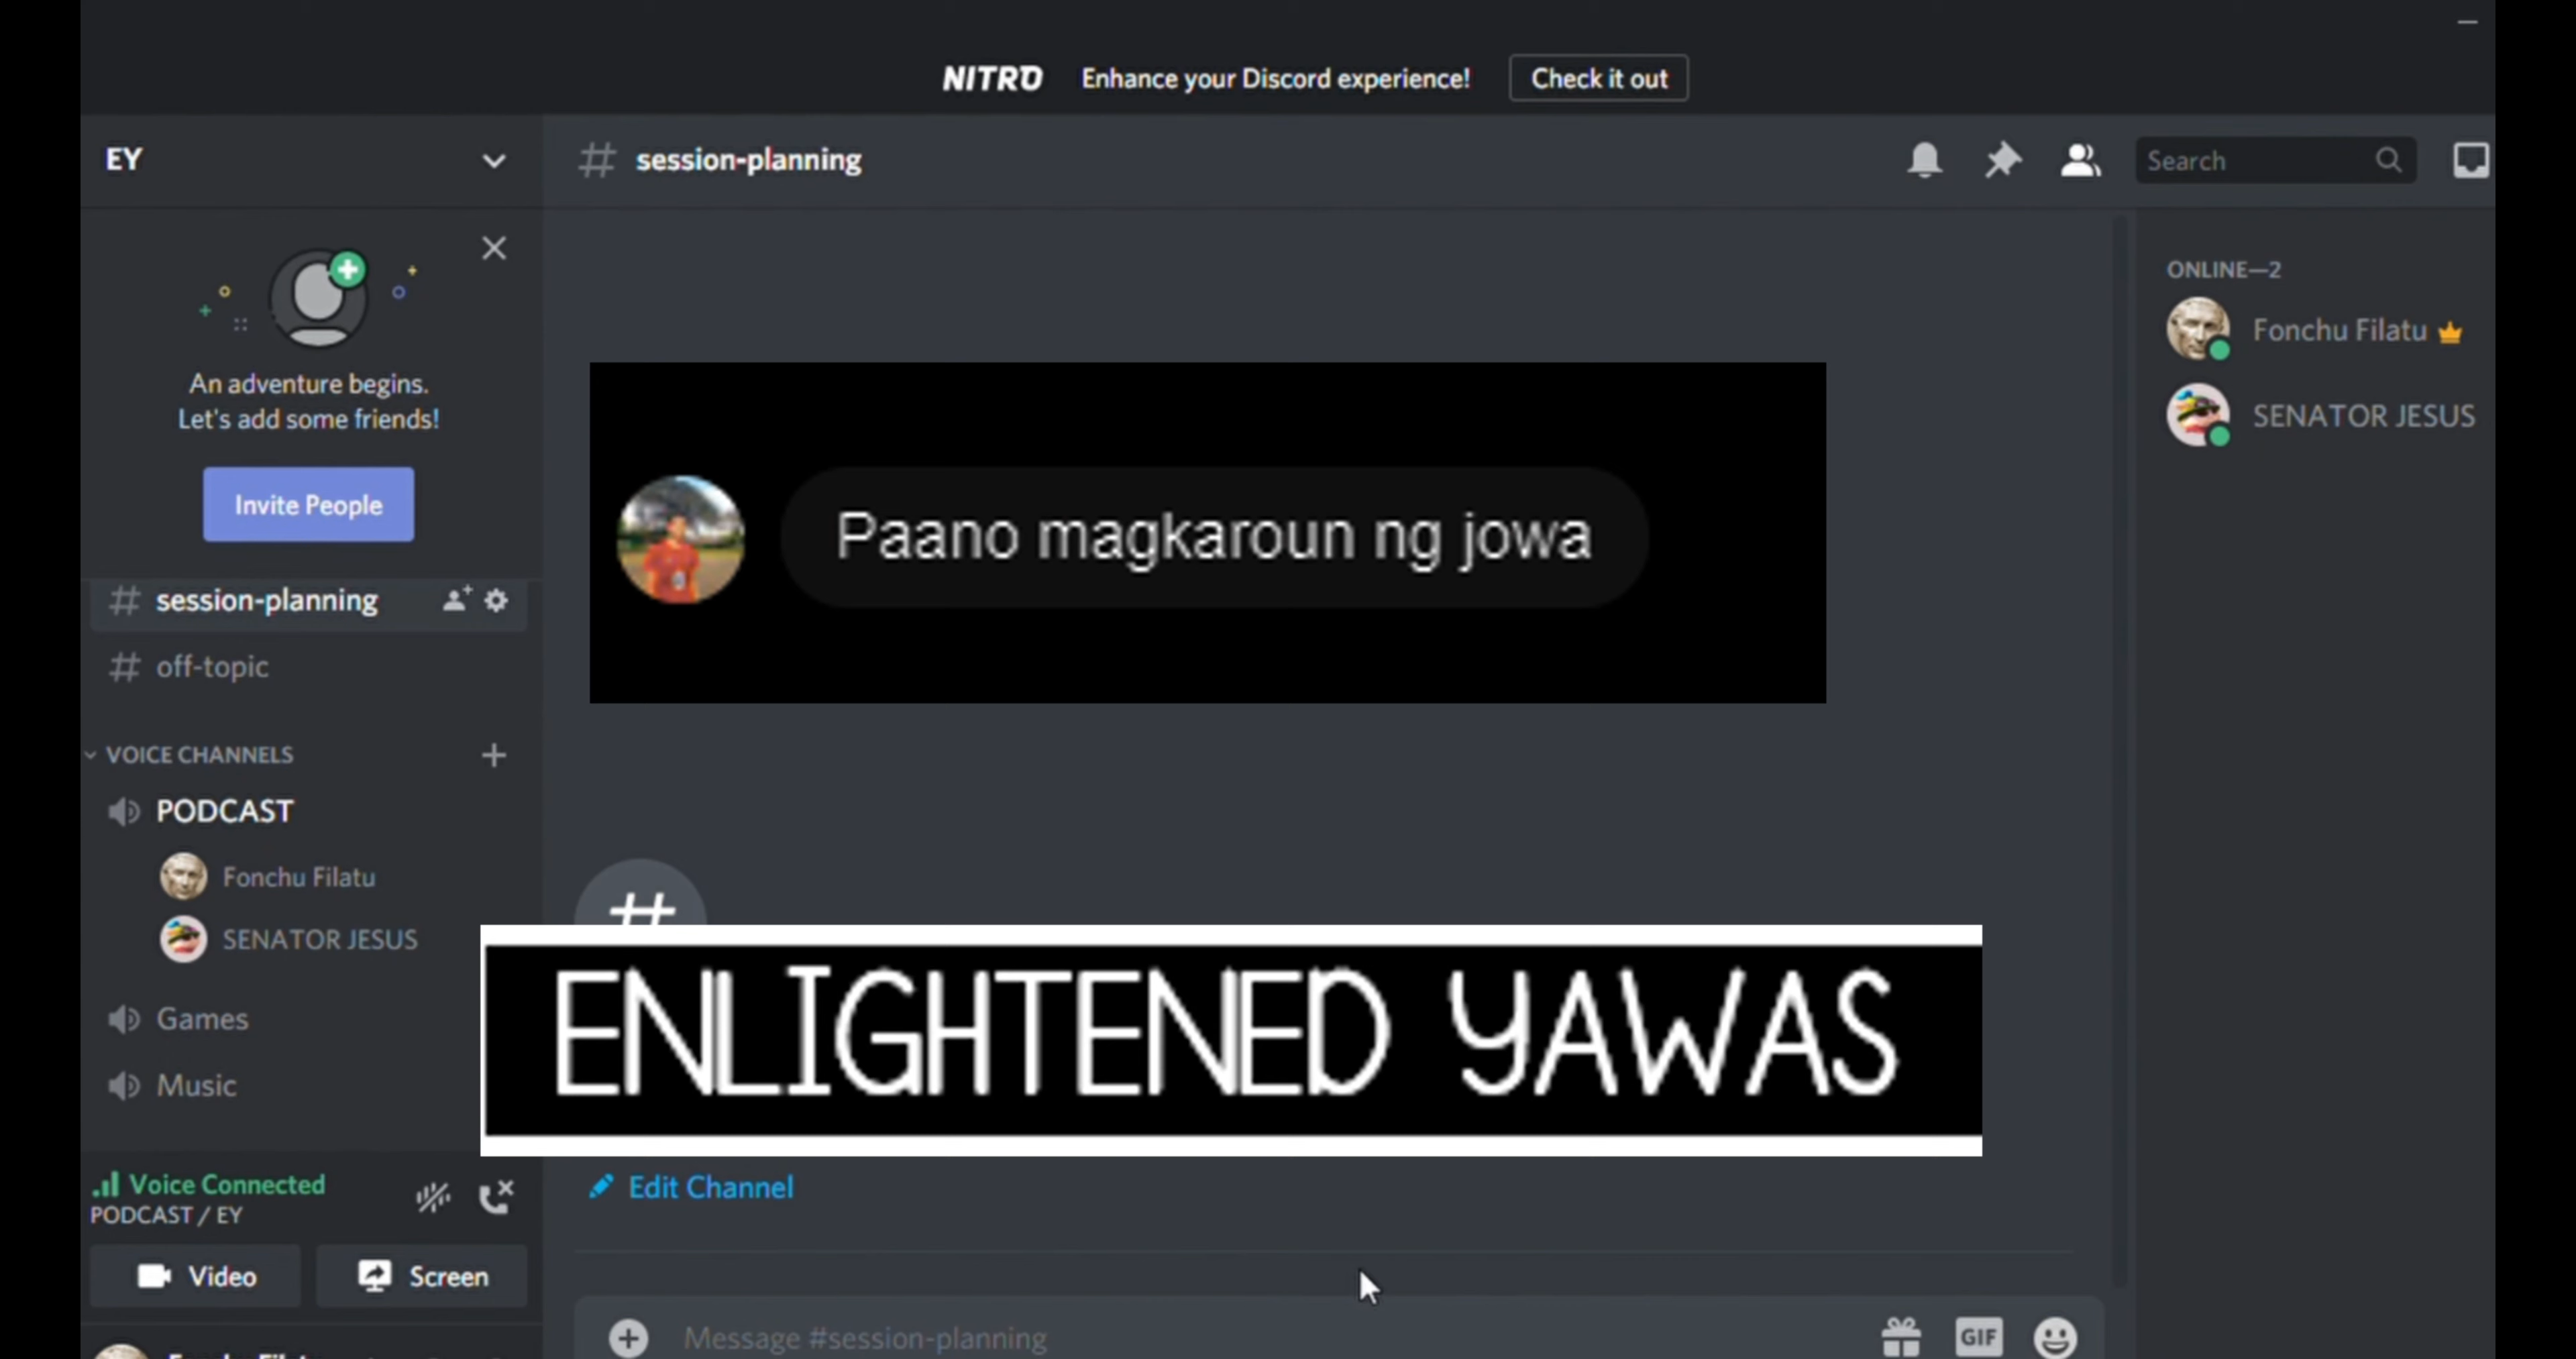 NITRO Enhance your Discord experience! Check it out
EY
# session-planning
Search
An adventure begins.
Let's add some friends!
Invite People
# session-planning
# off-topic
VOICE CHANNELS
PODCAST
Fonchu Filatu
SENATOR JESUS
Games
Music
Voice Connected
PODCAST / EY
Video
Screen
Paano magkaroun ng jowa
#
ENLIGHTENED YAWAS
Edit Channel
Message #session-planning
GIF
ONLINE—2
Fonchu Filatu
SENATOR JESUS